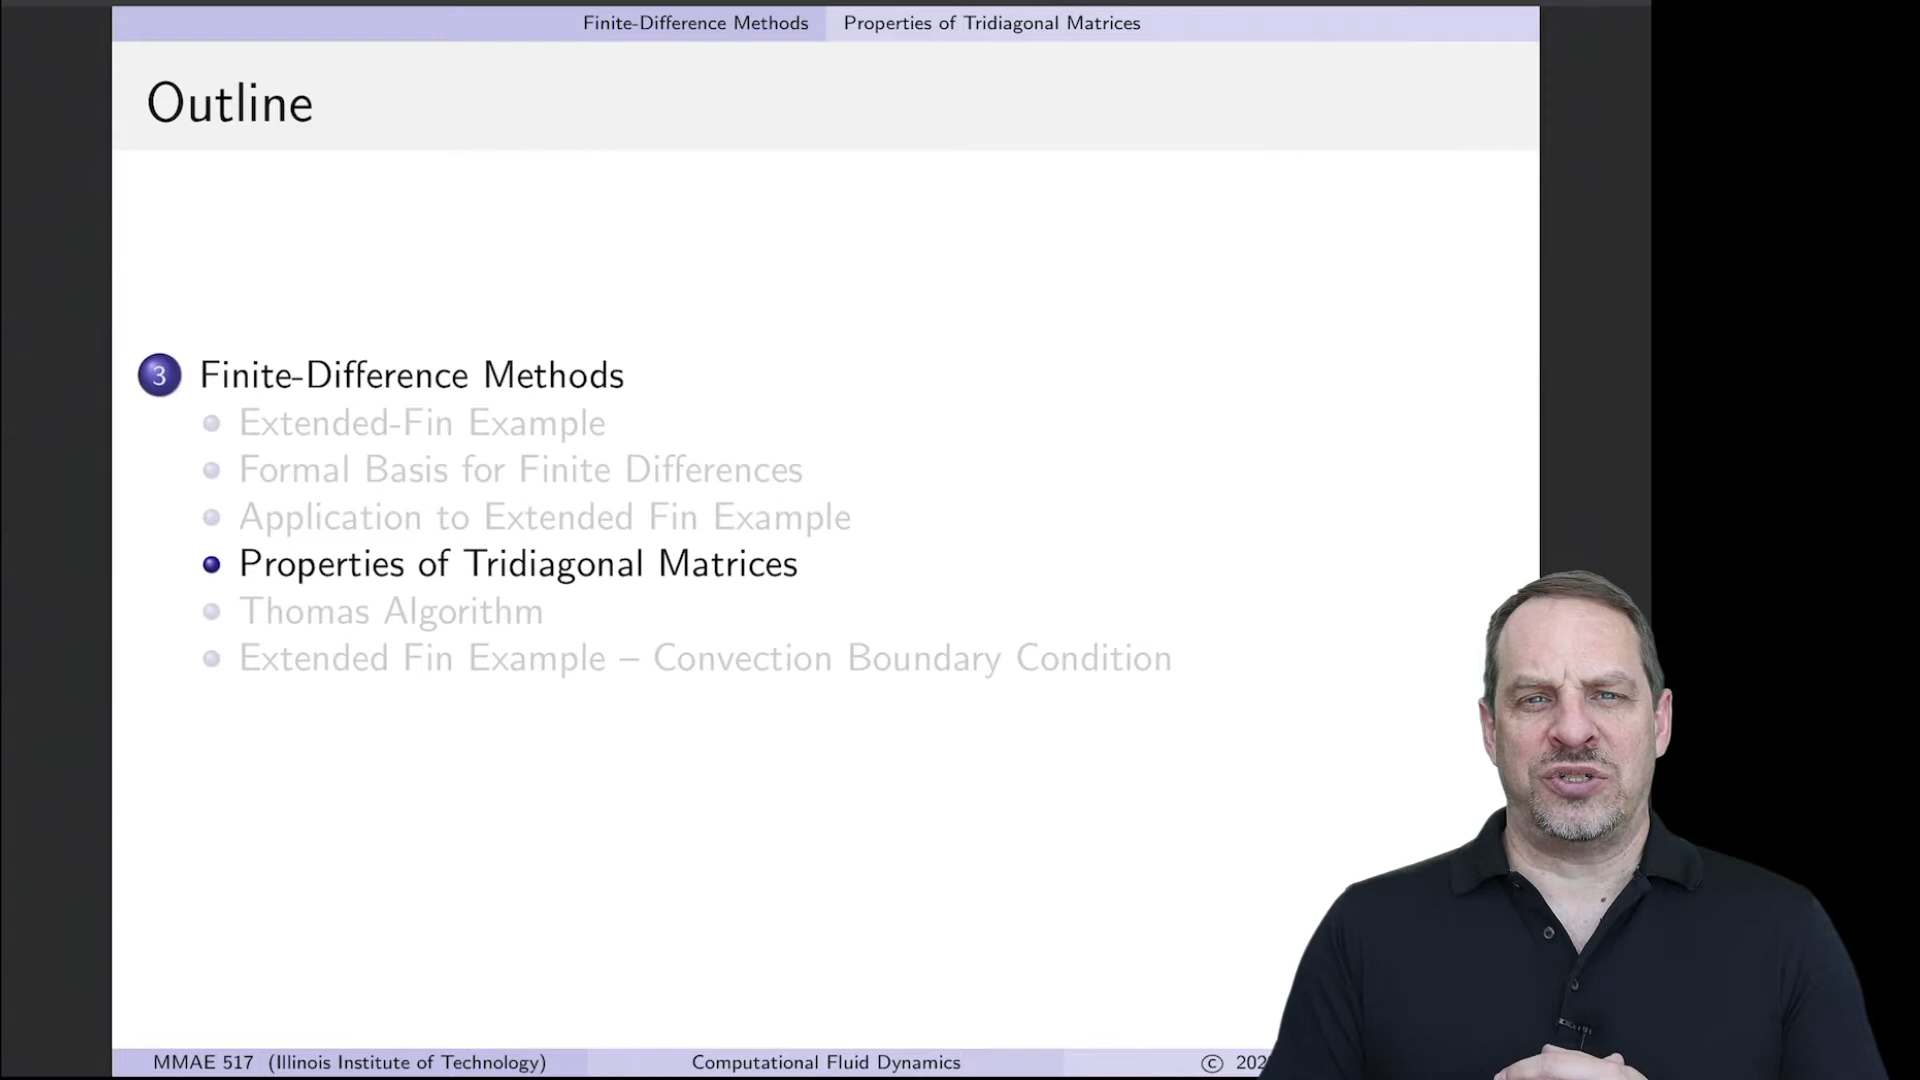 Finite-Difference Methods Properties of Tridiagonal Matrices
Outline
3 Finite-Difference Methods
Extended-Fin Example
Formal Basis for Finite Differences
Application to Extended Fin Example
Properties of Tridiagonal Matrices
Thomas Algorithm
Extended Fin Example – Convection Boundary Condition
MMAE 517 (Illinois Institute of Technology) Computational Fluid Dynamics ©